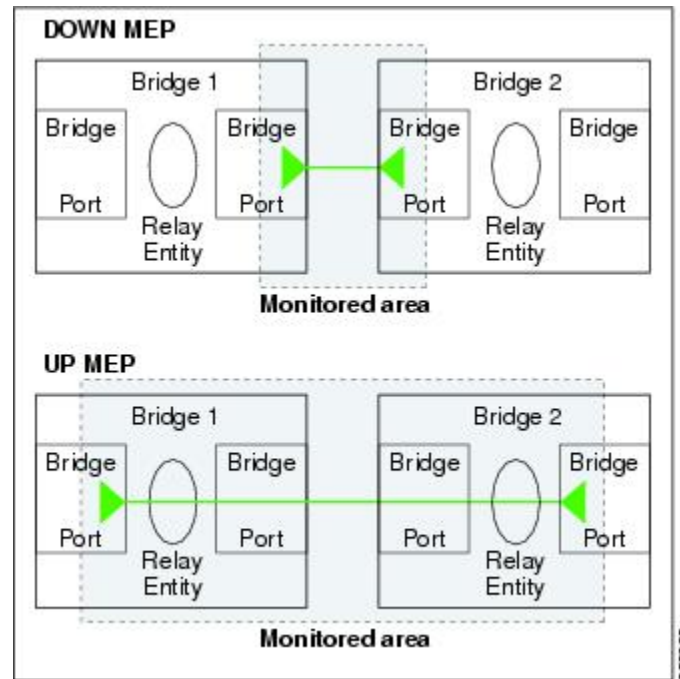 DOWN MEP
Bridge 1
Bridge 2
Bridge
Bridge
Bridge
Bridge
Port
Port
Port
Port
Relay
Entity
Relay
Entity
Monitored area
UP MEP
Bridge 1
Bridge 2
Bridge
Bridge
Bridge
Bridge
Port
Port
Port
Port
Relay
Entity
Relay
Entity
Monitored area